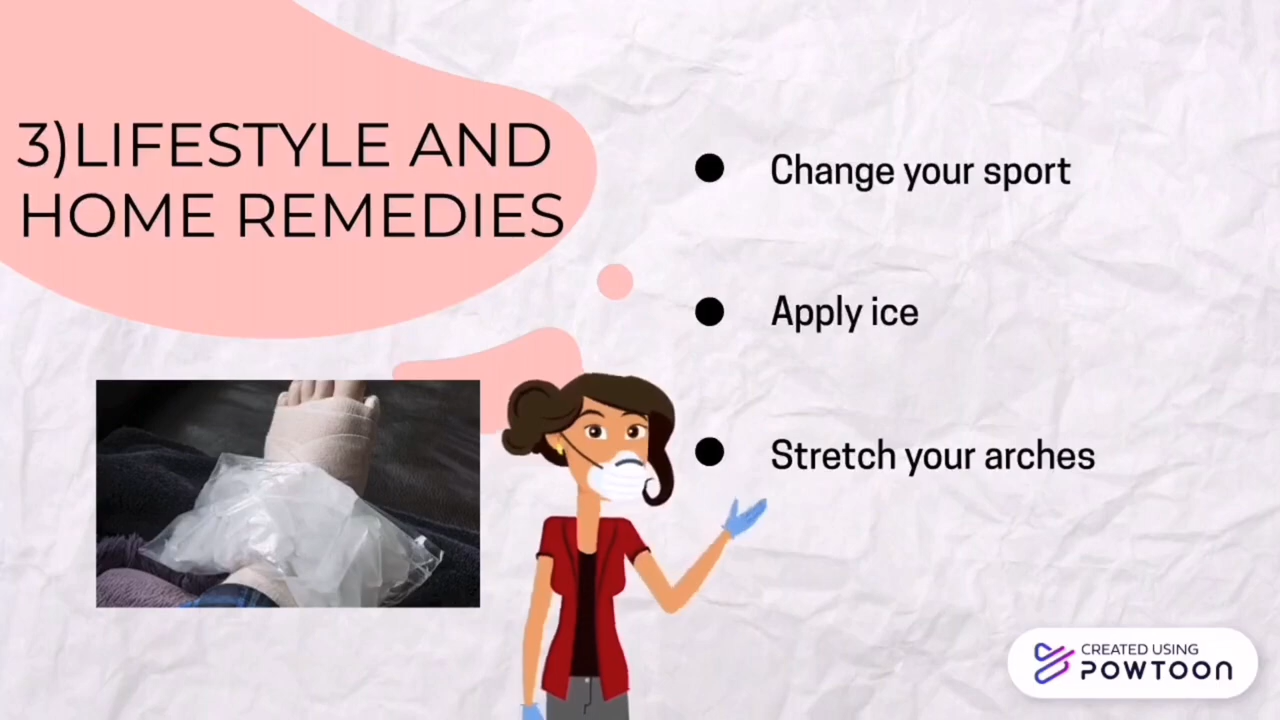 3)LIFESTYLE AND
HOME REMEDIES
Change your sport
Apply ice
Stretch your arches
CREATED USING
POWTOON